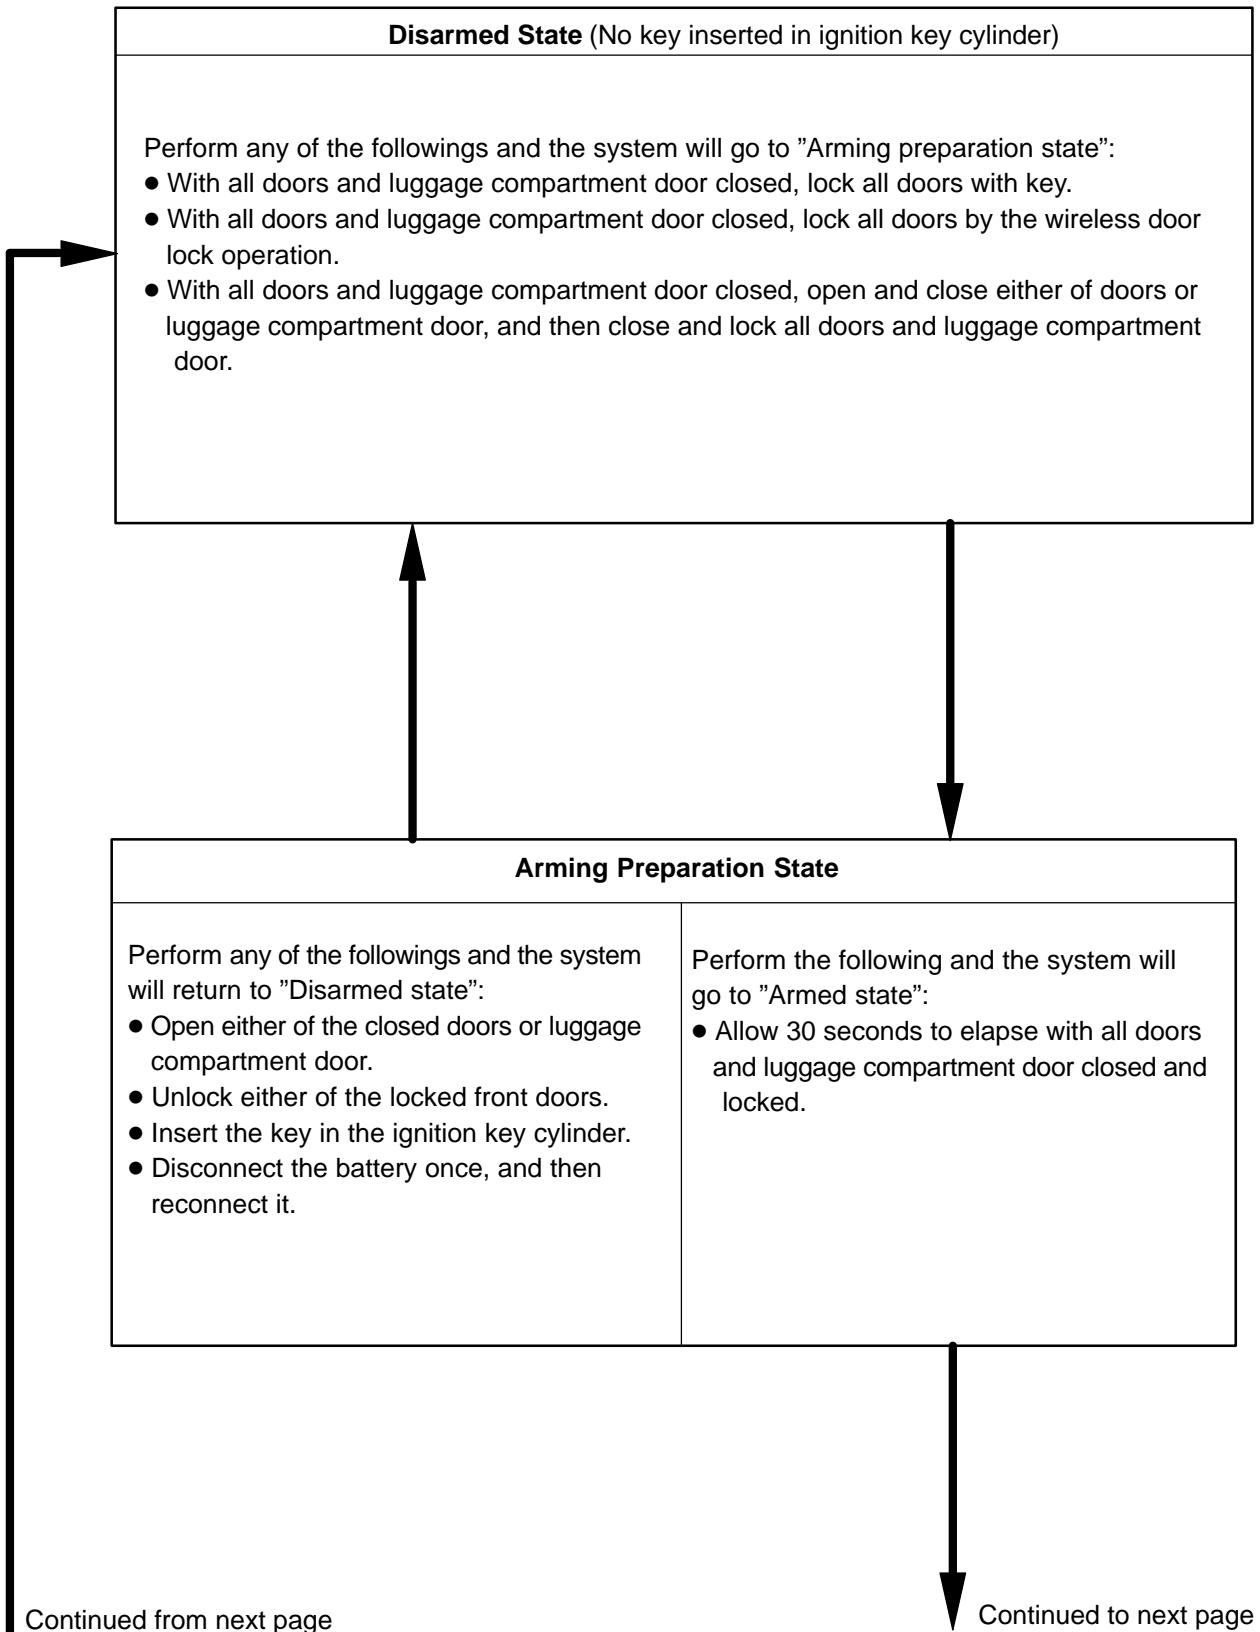 Disarmed State (No key inserted in ignition key cylinder)
Perform any of the followings and the system will go to ”Arming preparation state”:
● With all doors and luggage compartment door closed, lock all doors with key.
● With all doors and luggage compartment door closed, lock all doors by the wireless door
lock operation.
● With all doors and luggage compartment door closed, open and close either of doors or
luggage compartment door, and then close and lock all doors and luggage compartment
door.
Arming Preparation State
Perform any of the followings and the system
will return to ”Disarmed state”:
● Open either of the closed doors or luggage
compartment door.
● Unlock either of the locked front doors.
● Insert the key in the ignition key cylinder.
● Disconnect the battery once, and then
reconnect it.
Perform the following and the system will
go to ”Armed state”:
● Allow 30 seconds to elapse with all doors
and luggage compartment door closed and
locked.
Continued from next page
Continued to next page